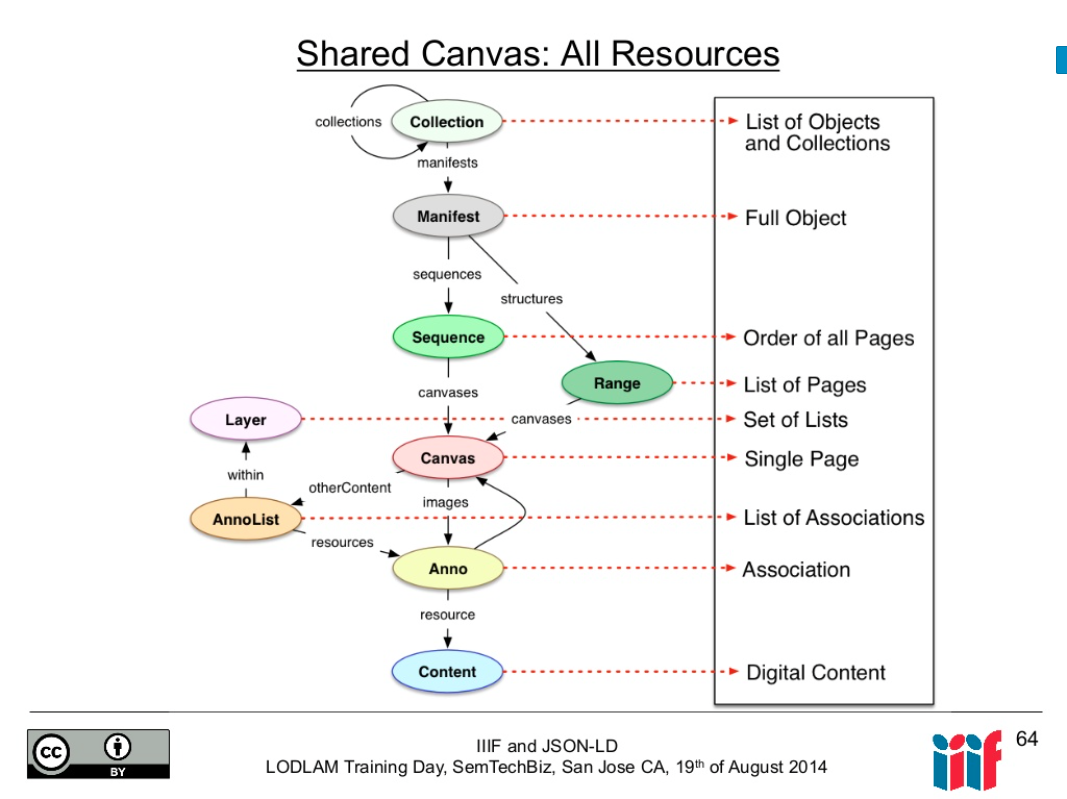 Shared Canvas: All Resources
collections
Collection
List of Objects
and Collections
manifests
Manifest
Full Object
sequences
structures
Sequence
Order of all Pages
Range
List of Pages
canvases
Layer
canvases
Set of Lists
Canvas
Single Page
within
otherContent
images
AnnoList
List of Associations
resources
Anno
Association
resource
Content
Digital Content
cc
BY
IIIF and JSON-LD
LODLAM Training Day, SemTechBiz, San Jose CA, 19th of August 2014
iiif
64